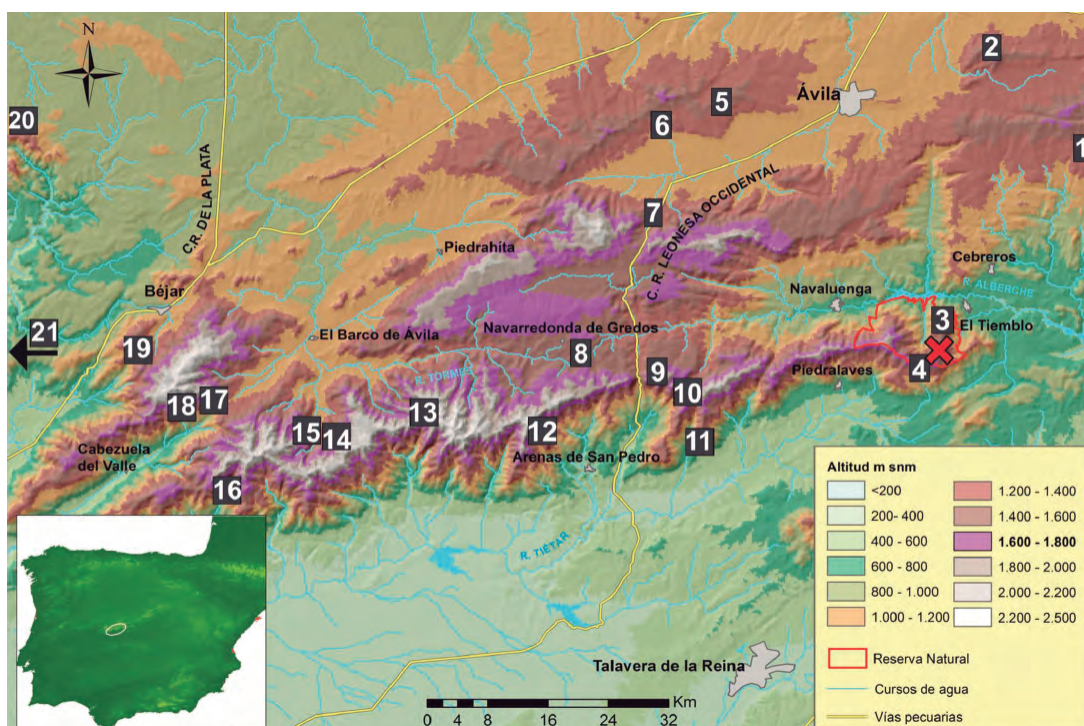 N
2
20
5
Ávila
6
1
C.R. DE LA PLATA
7
C. R. LEONESA OCCIDENTAL
Piedrahita
Cebreros
Béjar
Navaluenga
R. ALBERCHE
3
El Tiemblo
21
19
El Barco de Ávila
Navarredonda de Gredos
8
4
Piedralaves
R. TORMES
9
10
18
17
13
15
14
12
11
Cabezuela
del Valle
Arenas de San Pedro
16
R. TIÉTAR
Talavera de la Reina
Km
0 4 8 16 24 32
Altitud m snm
<200
200- 400
400 - 600
600 - 800
800 - 1.000
1.000 - 1.200
1.200 - 1.400
1.400 - 1.600
1.600 - 1.800
1.800 - 2.000
2.000 - 2.200
2.200 - 2.500
Reserva Natural
Cursos de agua
Vías pecuarias